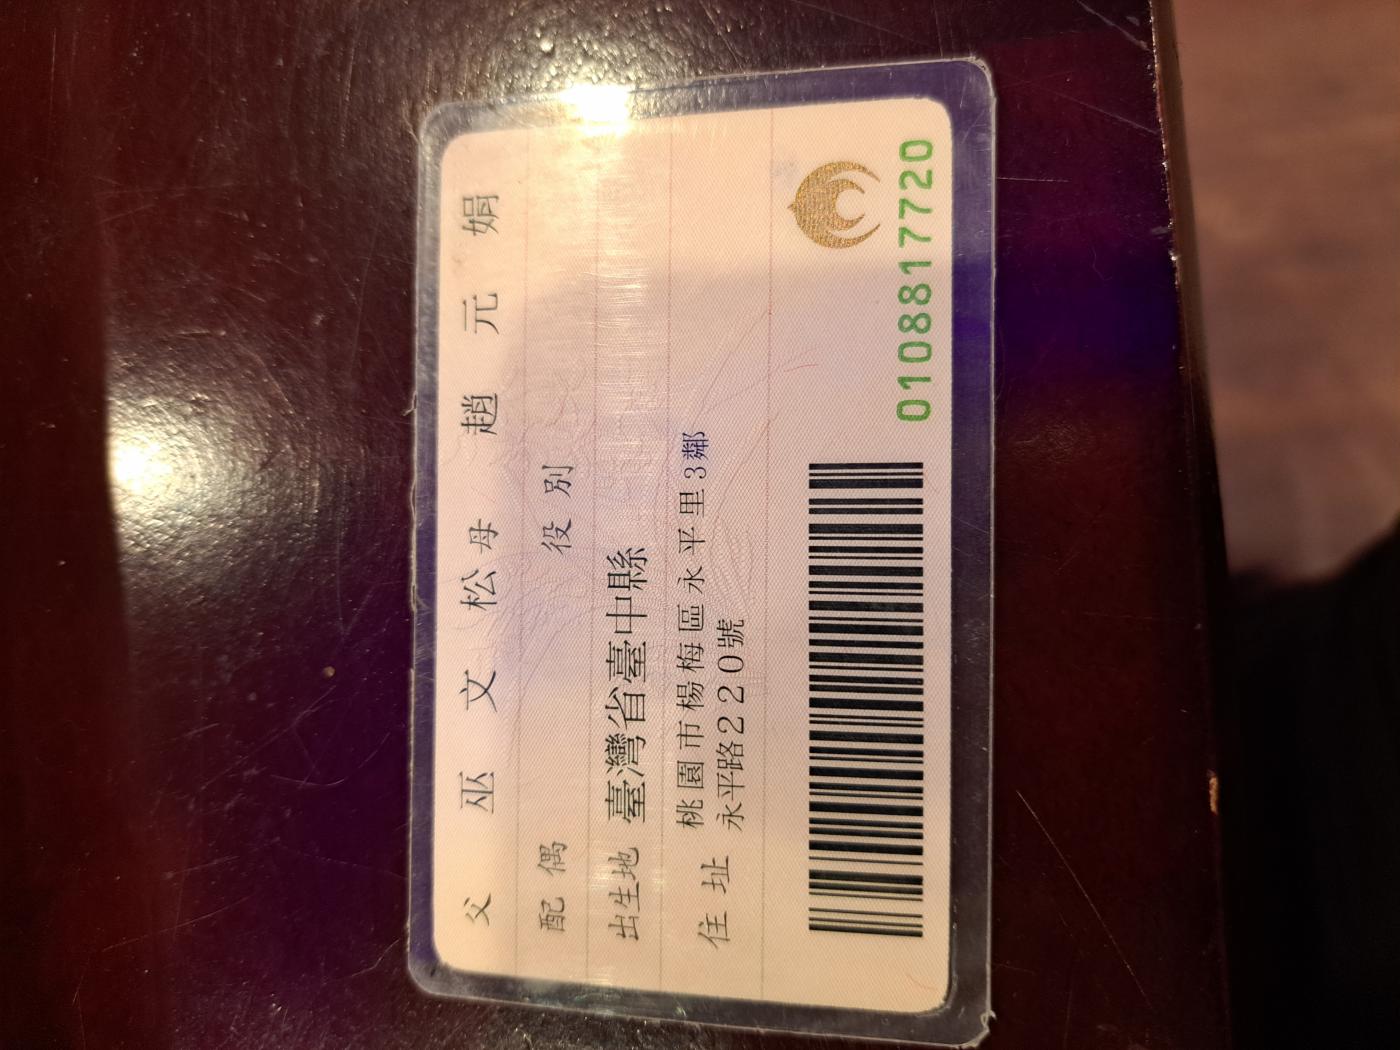 父 巫文松 母 趙元娟
配偶 役別
出生地 臺灣省臺中縣
住址 桃園市楊梅區永平里3鄰
永平路220號
0108817720